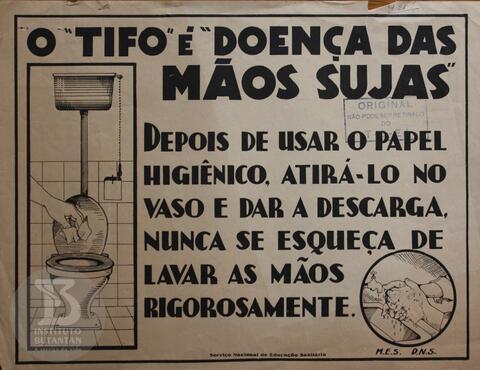 O "TIFO" É "DOENÇA DAS
MÃOS SUJAS"
ORIGINAL
NÃO PODE SER RETIRADO
DO
DEPOIS DE USAR O PAPEL
HIGIÊNICO, ATIRÁ-LO NO
VASO E DAR A DESCARGA.
NUNCA SE ESQUEÇA DE
LAVAR AS MÃOS
RIGOROSAMENTE.
INSTITUTO
BUTANTAN
Serviço Nacional de Educação Sanitária
M.E.S. D.N.S.